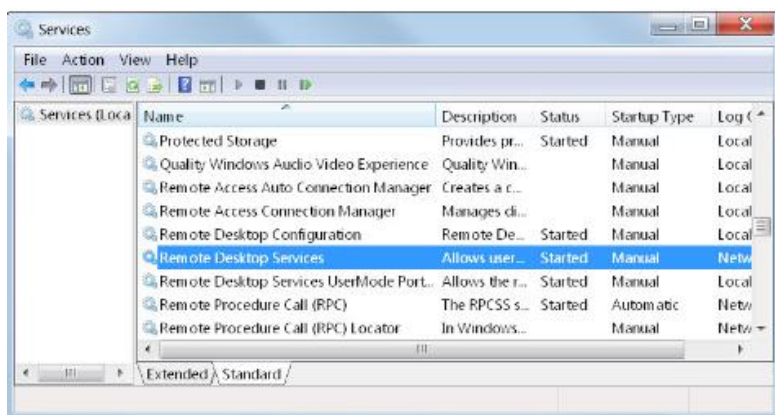 Services
File Action View Help
Services (Loca
Name Description Status Startup Type Log
Protected Storage Provides pr... Started Manual Local
Quality Windows Audio Video Experience Quality Win... Manual Local
Remote Access Auto Connection Manager Creates a c... Manual Local
Remote Access Connection Manager Manages di... Manual Local
Remote Desktop Configuration Remote De... Started Manual Local
Remote Desktop Services Allows user... Started Manual Netw
Remote Desktop Services UserMode Port... Allows the r... Started Manual Local
Remote Procedure Call (RPC) The RPCSS s... Started Automatic Netw
Remote Procedure Call (RPC) Locator In Windows... Manual Netw
Extended Standard